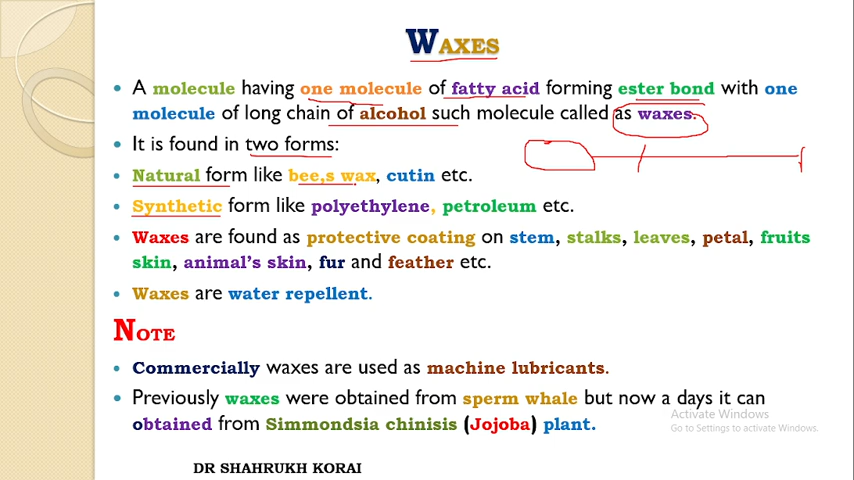 WAXES
• A molecule having one molecule of fatty acid forming ester bond with one
molecule of long chain of alcohol such molecule called as waxes.
• It is found in two forms:
• Natural form like bee,s wax, cutin etc.
• Synthetic form like polyethylene, petroleum etc.
• Waxes are found as protective coating on stem, stalks, leaves, petal, fruits
skin, animal's skin, fur and feather etc.
• Waxes are water repellent.
NOTE
• Commercially waxes are used as machine lubricants.
• Previously waxes were obtained from sperm whale but now a days it can
obtained from Simmondsia chinisis (Jojoba) plant.
Activate Windows
Go to Settings to activate Windows.
DR SHAHRUKH KORAI